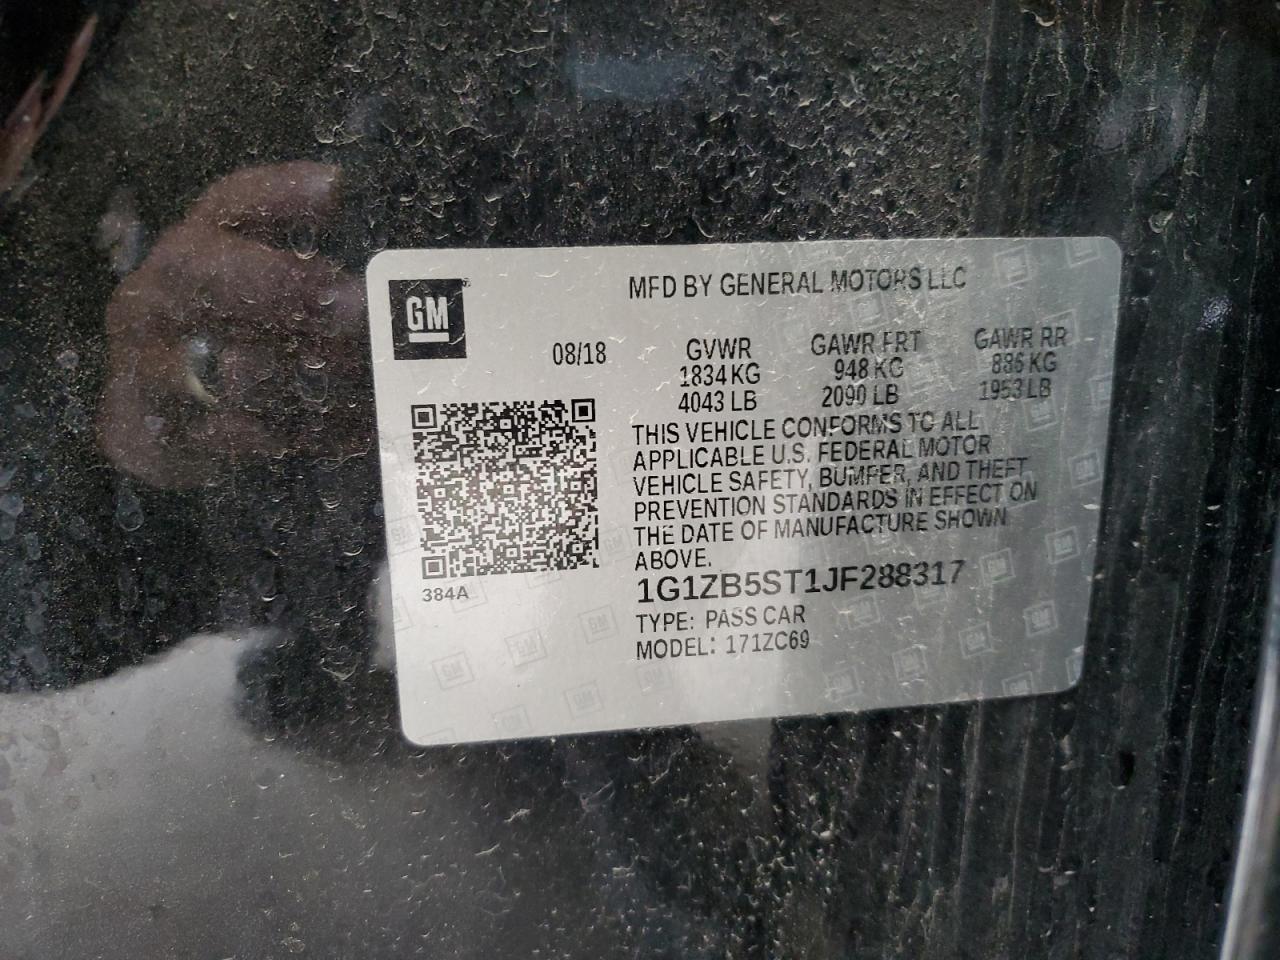 GM
MFD BY GENERAL MOTORS LLC
08/18
GVWR GAWR FRT GAWR RR
1834 KG 948 KG 886 KG
4043 LB 2090 LB 1953 LB
THIS VEHICLE CONFORMS TO ALL
APPLICABLE U.S. FEDERAL MOTOR
VEHICLE SAFETY, BUMPER, AND THEFT
PREVENTION STANDARDS IN EFFECT ON
THE DATE OF MANUFACTURE SHOWN
ABOVE.
384A
1G1ZB5ST1JF288317
TYPE: PASS CAR
MODEL: 171ZC69